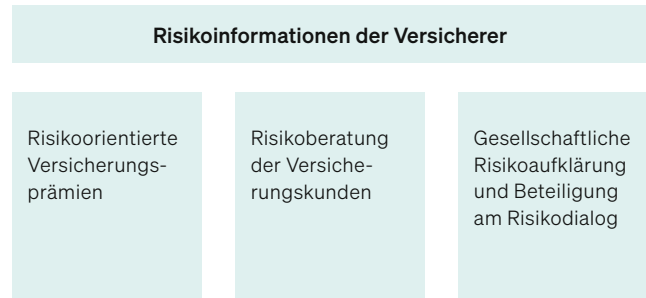 Risikoinformationen der Versicherer
Risikoorientierte
Versicherungs-
prämien
Risikoberatung
der Versiche-
rungskunden
Gesellschaftliche
Risikoaufklärung
und Beteiligung
am Risikodialog